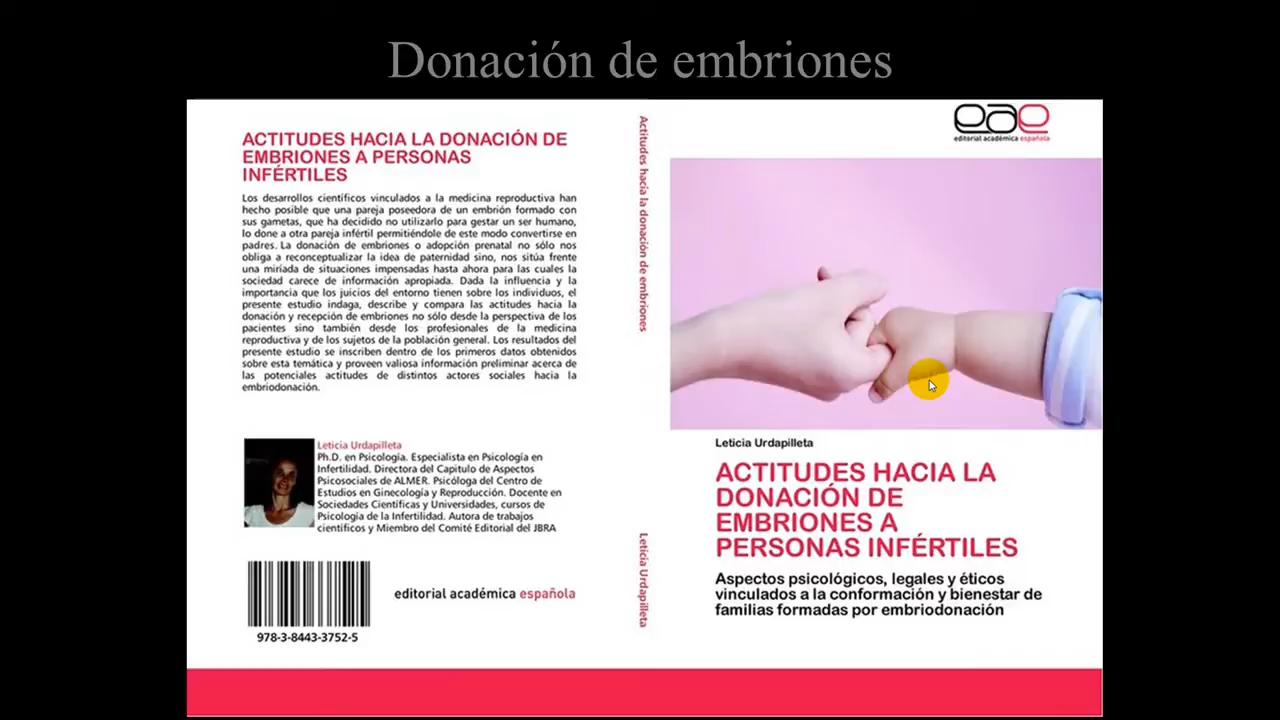 Donación de embriones
ACTITUDES HACIA LA DONACIÓN DE
EMBRIONES A PERSONAS
INFÉRTILES
Los desarrollos científicos vinculados a la medicina reproductiva han
hecho posible que una pareja poseedora de un embrión formado con
sus gametas, que ha decidido no utilizarlo para gestar un ser humano,
lo done a otra pareja infértil permitiéndole de este modo convertirse en
padres. La donación de embriones o adopción prenatal no sólo nos
obliga a reconceptualizar la idea de paternidad sino, nos sitúa frente
una miríada de situaciones impensadas hasta ahora para las cuales la
sociedad carece de información apropiada. Dada la influencia y la
importancia que los juicios del entorno tienen sobre los individuos, el
presente estudio indaga, describe y compara las actitudes hacia la
donación y recepción de embriones no sólo desde la perspectiva de los
pacientes sino también desde los profesionales de la medicina
reproductiva y de los sujetos de la población general. Los resultados del
presente estudio se inscriben dentro de los primeros datos obtenidos
sobre esta temática y proveen valiosa información preliminar acerca de
las potenciales actitudes de distintos actores sociales hacia la
embriodonación.
Leticia Urdapilleta
Ph.D. en Psicología. Especialista en Psicología en
Infertilidad. Directora del Capitulo de Aspectos
Psicosociales de ALMER. Psicóloga del Centro de
Estudios en Ginecología y Reproducción. Docente en
Sociedades Científicas y Universidades, cursos de
Psicología de la Infertilidad. Autora de trabajos
científicos y Miembro del Comité Editorial del JBRA
978-3-8443-3752-5
editorial académica española
Actitudes hacia la donación de embriones
Leticia Urdapilleta
eae
editorial académica española
Leticia Urdapilleta
ACTITUDES HACIA LA
DONACIÓN DE
EMBRIONES A
PERSONAS INFÉRTILES
Aspectos psicológicos, legales y éticos
vinculados a la conformación y bienestar de
familias formadas por embriodonación